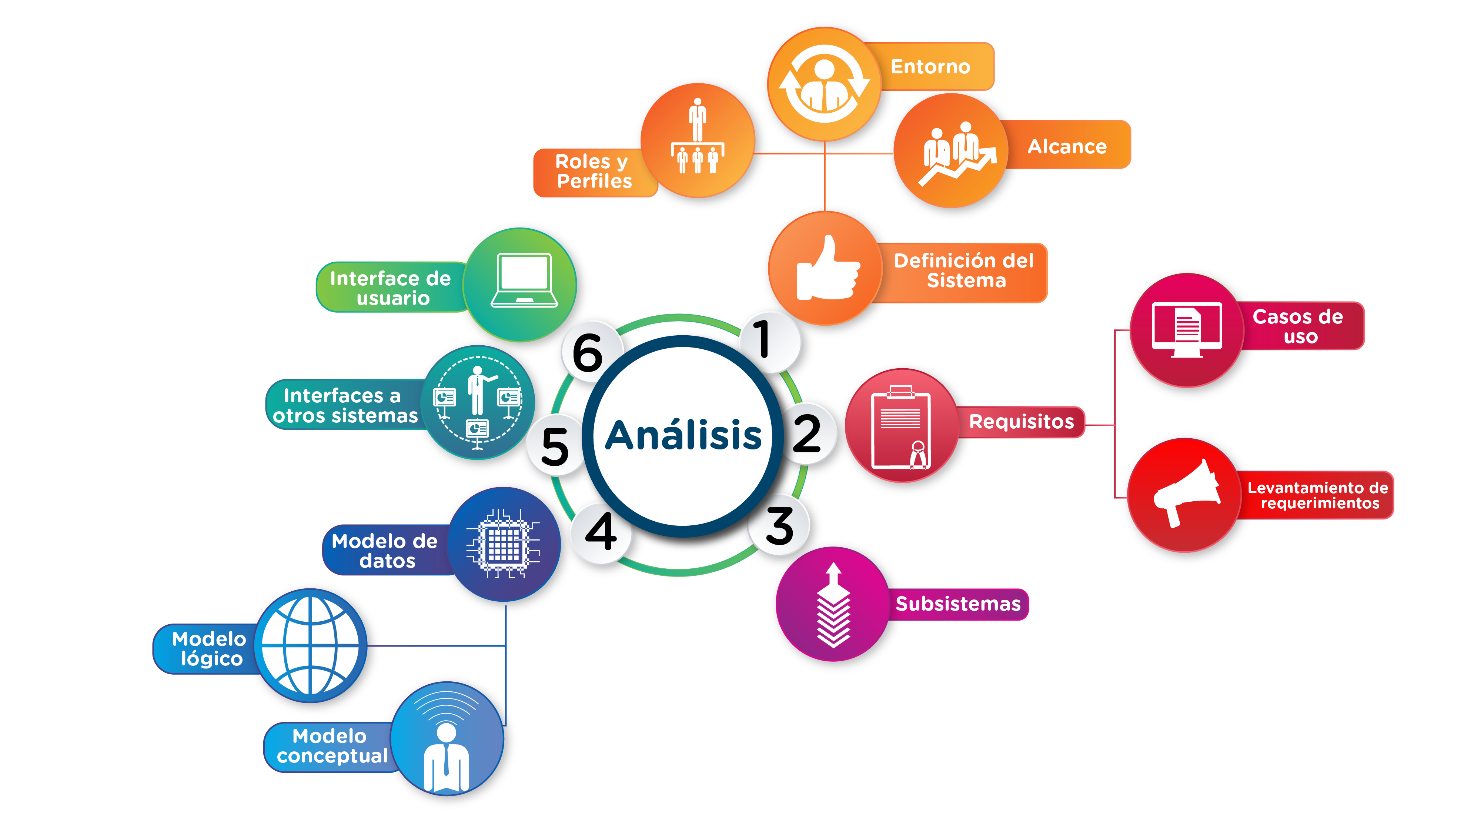 Entorno
Alcance
Roles y
Perfiles
Definición del
Sistema
Interface de
usuario
Casos de
uso
6
1
Interfaces a
otros sistemas
Análisis
5
2
Requisitos
Levantamiento de
requerimientos
4
3
Modelo de
datos
Subsistemas
Modelo
lógico
Modelo
conceptual